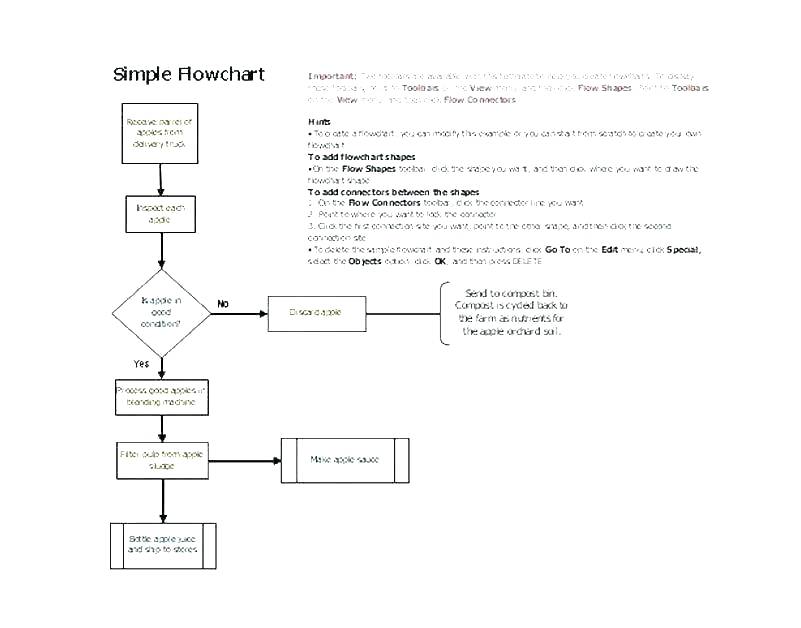 Simple Flowchart
Important: Five toolbars are available with this template to help you create flowcharts. To display
these toolbars, point to Toolbars on the View menu, and then click Flow Shapes. Point to Toolbars
on the View menu, and then click Flow Connectors.
Hints
• To create a flowchart, you can modify this example or you can start from scratch to create your own
flowchart.
To add flowchart shapes
• On the Flow Shapes toolbar, click the shape you want, and then click where you want to draw the
flowchart shape.
To add connectors between the shapes
1. On the Flow Connectors toolbar, click the connector line you want.
2. Point to where you want to lock the connector.
3. Click the first connection site you want, point to the other shape, and then click the second
connection site.
• To delete the sample flowchart and these instructions, click Go To on the Edit menu, click Special,
select the Objects option, click OK, and then press DELETE.
Receive barrel of
apples from
delivery truck
Inspect each
apple
Is apple in
good
condition?
No
Discard apple
Send to compost bin.
Compost is cycled back to
the farm as nutrients for
the apple orchard soil.
Yes
Process good apples in
blending machine
Filter pulp from apple
sludge
Make apple sauce
Bottle apple juice
and ship to stores